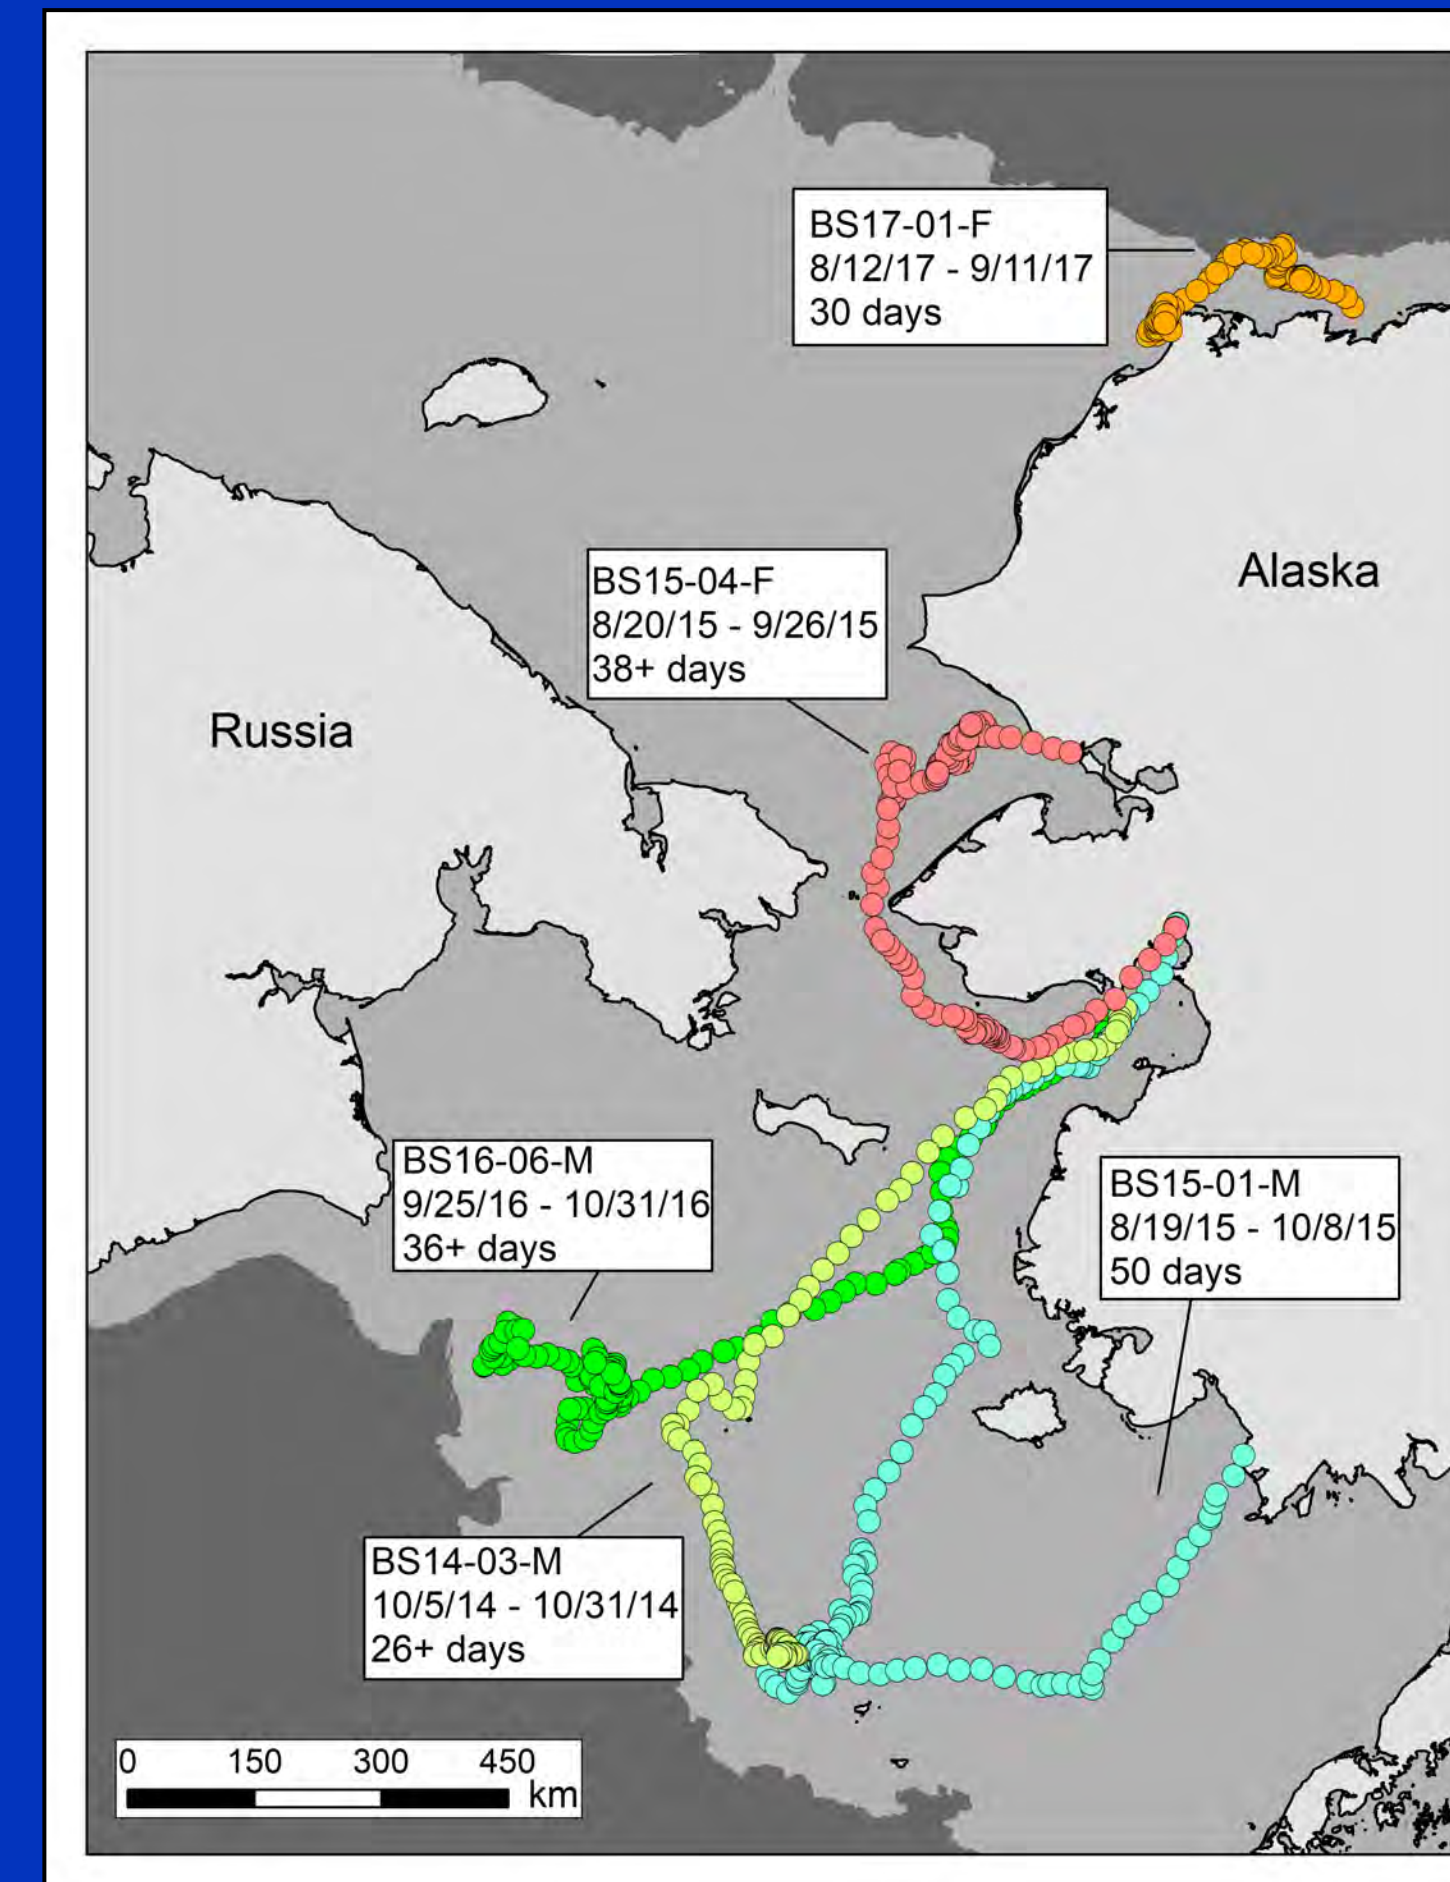 BS17-01-F
8/12/17 - 9/11/17
30 days
Alaska
BS15-04-F
8/20/15 - 9/26/15
38+ days
Russia
BS16-06-M
9/25/16 - 10/31/16
36+ days
BS15-01-M
8/19/15 - 10/8/15
50 days
BS14-03-M
10/5/14 - 10/31/14
26+ days
0 150 300 450
km